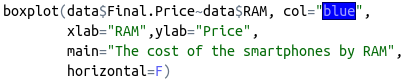 boxplot(data$Final.Price~data$RAM, col="blue",
xlab="RAM",ylab="Price",
main="The cost of the smartphones by RAM",
horizontal=F)